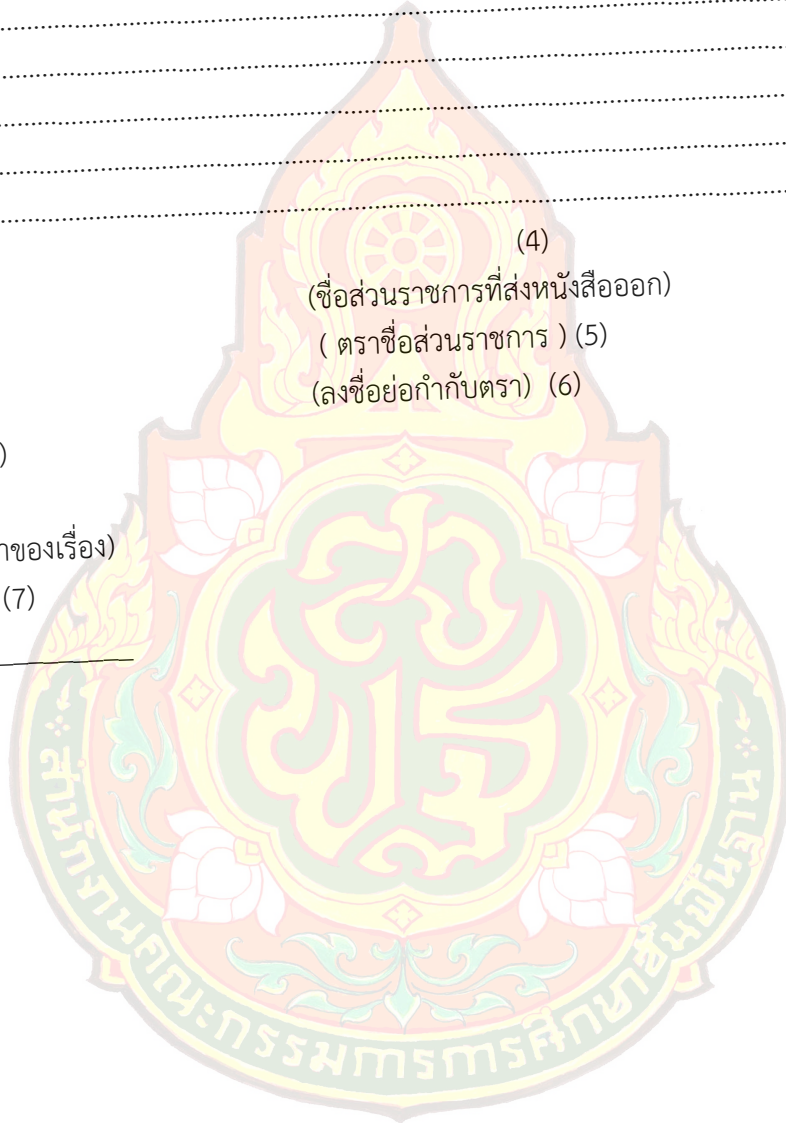 (4)
(ชื่อส่วนราชการที่ส่งหนังสือออก)
( ตราชื่อส่วนราชการ ) (5)
(ลงชื่อย่อกำกับตรา) (6)
)
ของเรื่อง)
(7)
สพฐ
สำนักงานคณะกรรมการการศึกษาขั้นพื้นฐาน